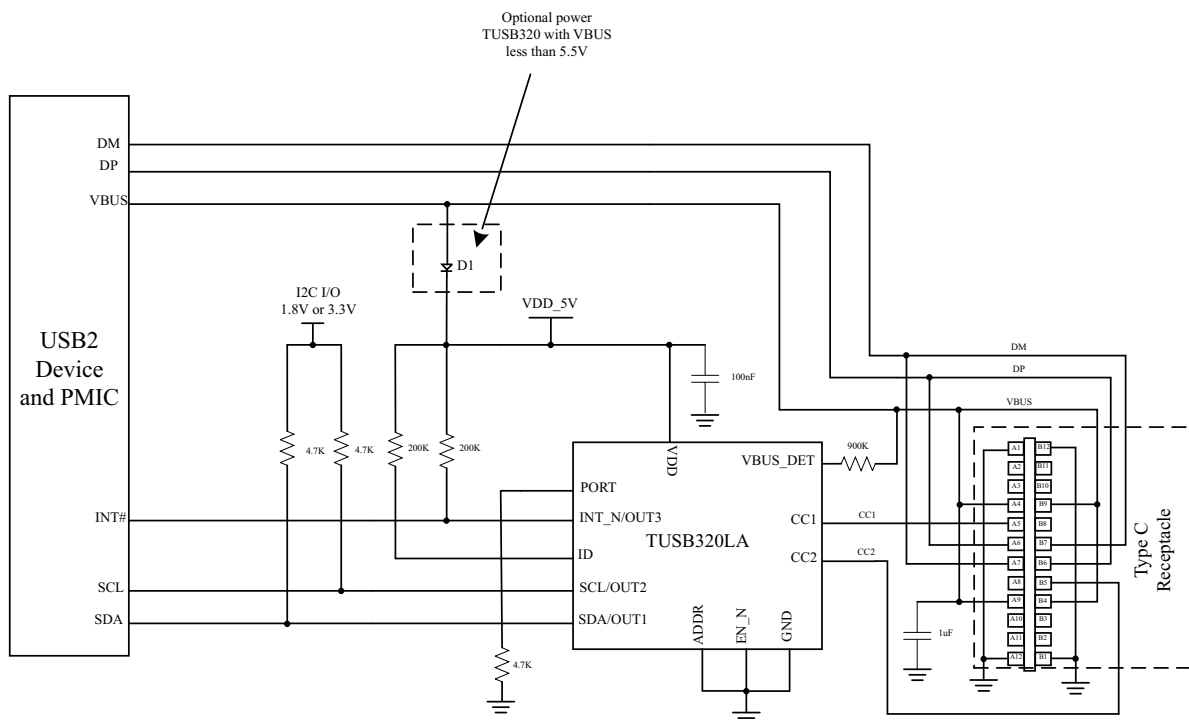 Optional power
TUSB320 with VBUS
less than 5.5V
DM
DP
VBUS
D1
I2C I/O
1.8V or 3.3V
VDD_5V
USB2
Device
and PMIC
100nF
DM
DP
VBUS
4.7K
4.7K
200K
200K
900K
VDD
VBUS_DET
PORT
INT#
INT_N/OUT3
CC1
CC1
TUSB320LA
ID
CC2
CC2
SCL
SCL/OUT2
SDA
SDA/OUT1
ADDR
EN_N
GND
4.7K
1uF
A1
B12
A2
B11
A3
B10
A4
B9
A5
B8
A6
B7
A7
B6
A8
B5
A9
B4
A10
B3
A11
B2
A12
B1
Type C
Receptacle